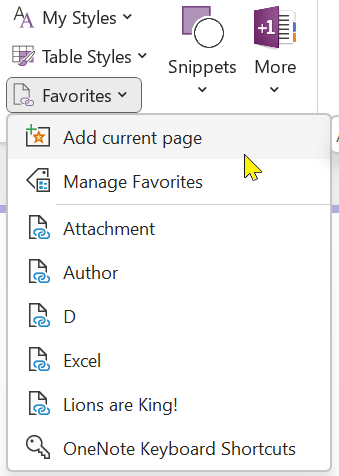 My Styles
Table Styles
Favorites
Snippets
+1
More
Add current page
Manage Favorites
Attachment
Author
D
Excel
Lions are King!
OneNote Keyboard Shortcuts